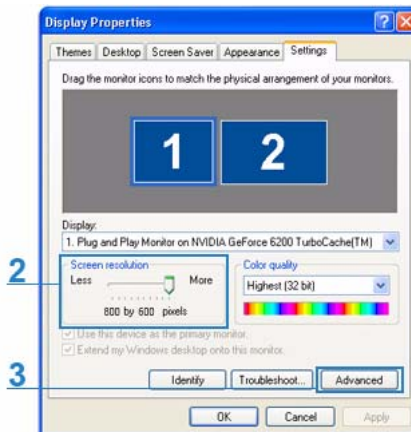 Display Properties
Themes Desktop Screen Saver Appearance Settings
Drag the monitor icons to match the physical arrangement of your monitors.
1 2
Display:
1. Plug and Play Monitor on NVIDIA GeForce 6200 TurboCache(TM)
2
Screen resolution
Less More
800 by 600 pixels
Color quality
Highest (32 bit)
Use this device as the primary monitor.
Extend my Windows desktop onto this monitor.
3
Identify Troubleshoot... Advanced
OK Cancel Apply